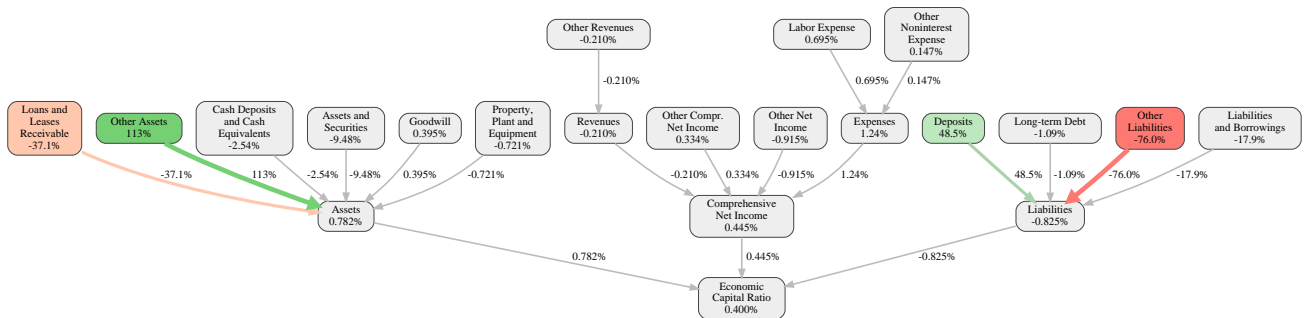 Other Revenues
-0.210%
Labor Expense
0.695%
Other
Noninterest
Expense
0.147%
-0.210%
0.695%
0.147%
Loans and
Leases
Receivable
-37.1%
Other Assets
113%
Cash Deposits
and Cash
Equivalents
-2.54%
Assets and
Securities
-9.48%
Goodwill
0.395%
Property,
Plant and
Equipment
-0.721%
Revenues
-0.210%
Other Compr.
Net Income
0.334%
Other Net
Income
-0.915%
Expenses
1.24%
Deposits
48.5%
Long-term Debt
-1.09%
Other
Liabilities
-76.0%
Liabilities
and Borrowings
-17.9%
-37.1%
113%
-2.54%
-9.48%
0.395%
-0.721%
-0.210%
0.334%
-0.915%
1.24%
48.5%
-1.09%
-76.0%
-17.9%
Assets
0.782%
Comprehensive
Net Income
0.445%
Liabilities
-0.825%
0.782%
0.445%
-0.825%
Economic
Capital Ratio
0.400%